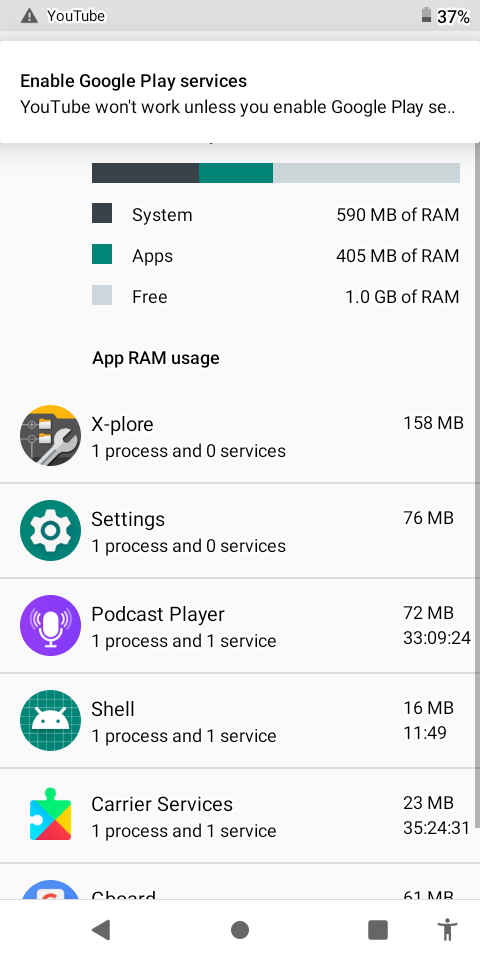 YouTube
37%
Enable Google Play services
YouTube won't work unless you enable Google Play se..
System 590 MB of RAM
Apps 405 MB of RAM
Free 1.0 GB of RAM
App RAM usage
X-plore 158 MB
1 process and 0 services
Settings 76 MB
1 process and 0 services
Podcast Player 72 MB
1 process and 1 service 33:09:24
Shell 16 MB
1 process and 1 service 11:49
Carrier Services 23 MB
1 process and 1 service 35:24:31
Gboard 61 MB